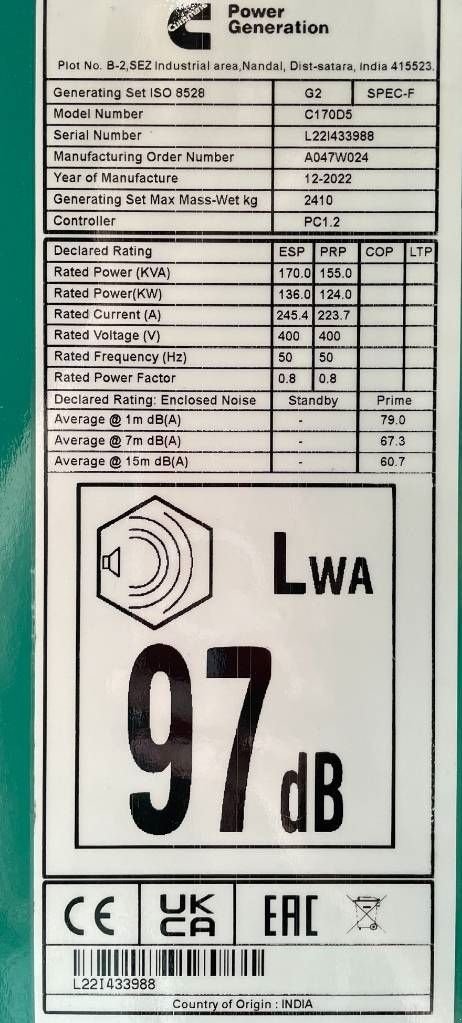 Cummins
Power
Generation
Plot No. B-2,SEZ Industrial area,Nandal, Dist-satara, India 415523.
Generating Set ISO 8528 G2 SPEC-F
Model Number C170D5
Serial Number L22I433988
Manufacturing Order Number A047W024
Year of Manufacture 12-2022
Generating Set Max Mass-Wet kg 2410
Controller PC1.2
Declared Rating ESP PRP COP LTP
Rated Power (KVA) 170.0 155.0
Rated Power(KW) 136.0 124.0
Rated Current (A) 245.4 223.7
Rated Voltage (V) 400 400
Rated Frequency (Hz) 50 50
Rated Power Factor 0.8 0.8
Declared Rating: Enclosed Noise Standby Prime
Average @ 1m dB(A) - 79.0
Average @ 7m dB(A) - 67.3
Average @ 15m dB(A) - 60.7
LWA
97dB
CE UK CA EAC
L22I433988
Country of Origin : INDIA